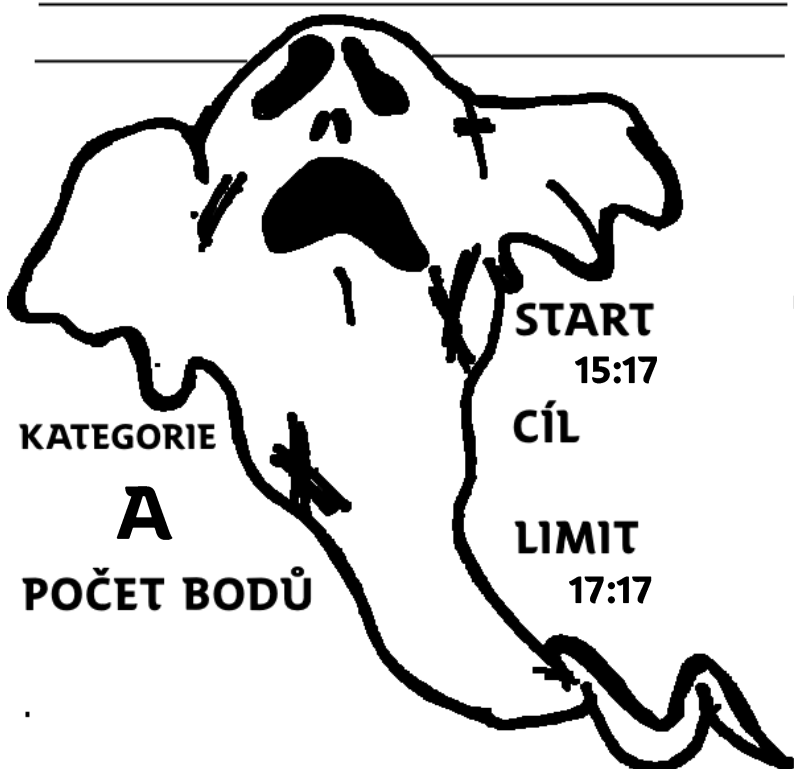 START
15:17
CÍL
KATEGORIE
A
LIMIT
17:17
POČET BODŮ